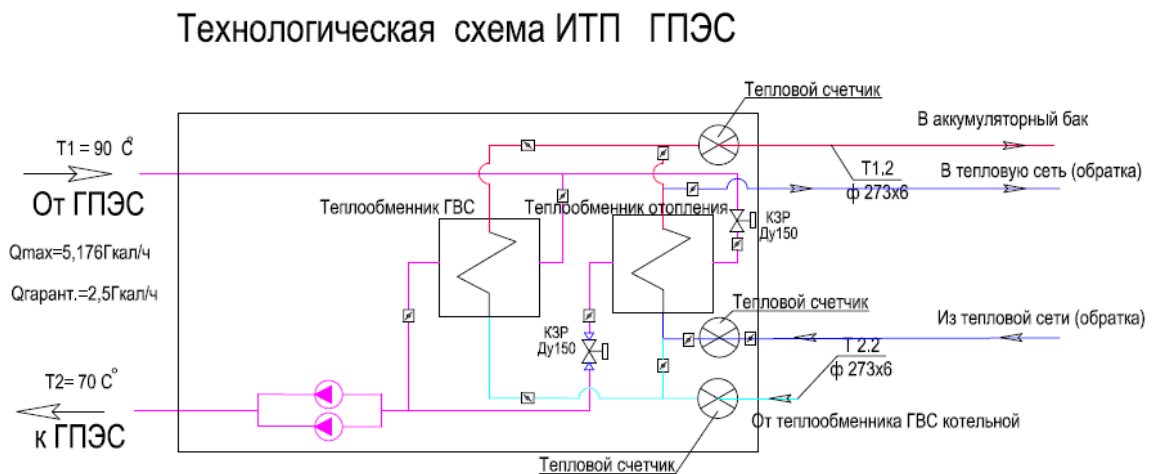 Технологическая схема ИТП ГПЭС
Тепловой счетчик
В аккумуляторный бак
T1 = 90 С°
От ГПЭС
Т1.2
ф 273х6
В тепловую сеть (обратка)
Теплообменник ГВС
Теплообменник отопления
КЗР
Ду150
Qmax=5,176Гкал/ч
Qгарант.=2,5Гкал/ч
Тепловой счетчик
Из тепловой сети (обратка)
КЗР
Ду150
Т 2.2
ф 273х6
T2= 70 С°
к ГПЭС
От теплообменника ГВС котельной
Тепловой счетчик